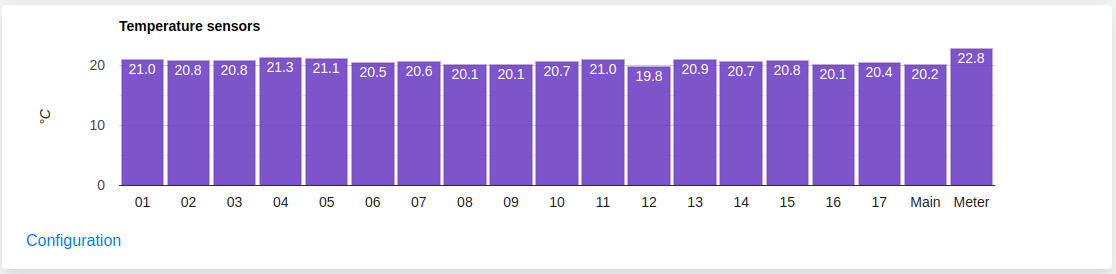 Temperature sensors
21.0 20.8 20.8 21.3 21.1 20.5 20.6 20.1 20.1 20.7 21.0 19.8 20.9 20.7 20.8 20.1 20.4 20.2 22.8
20
°C
10
0
01 02 03 04 05 06 07 08 09 10 11 12 13 14 15 16 17 Main Meter
Configuration